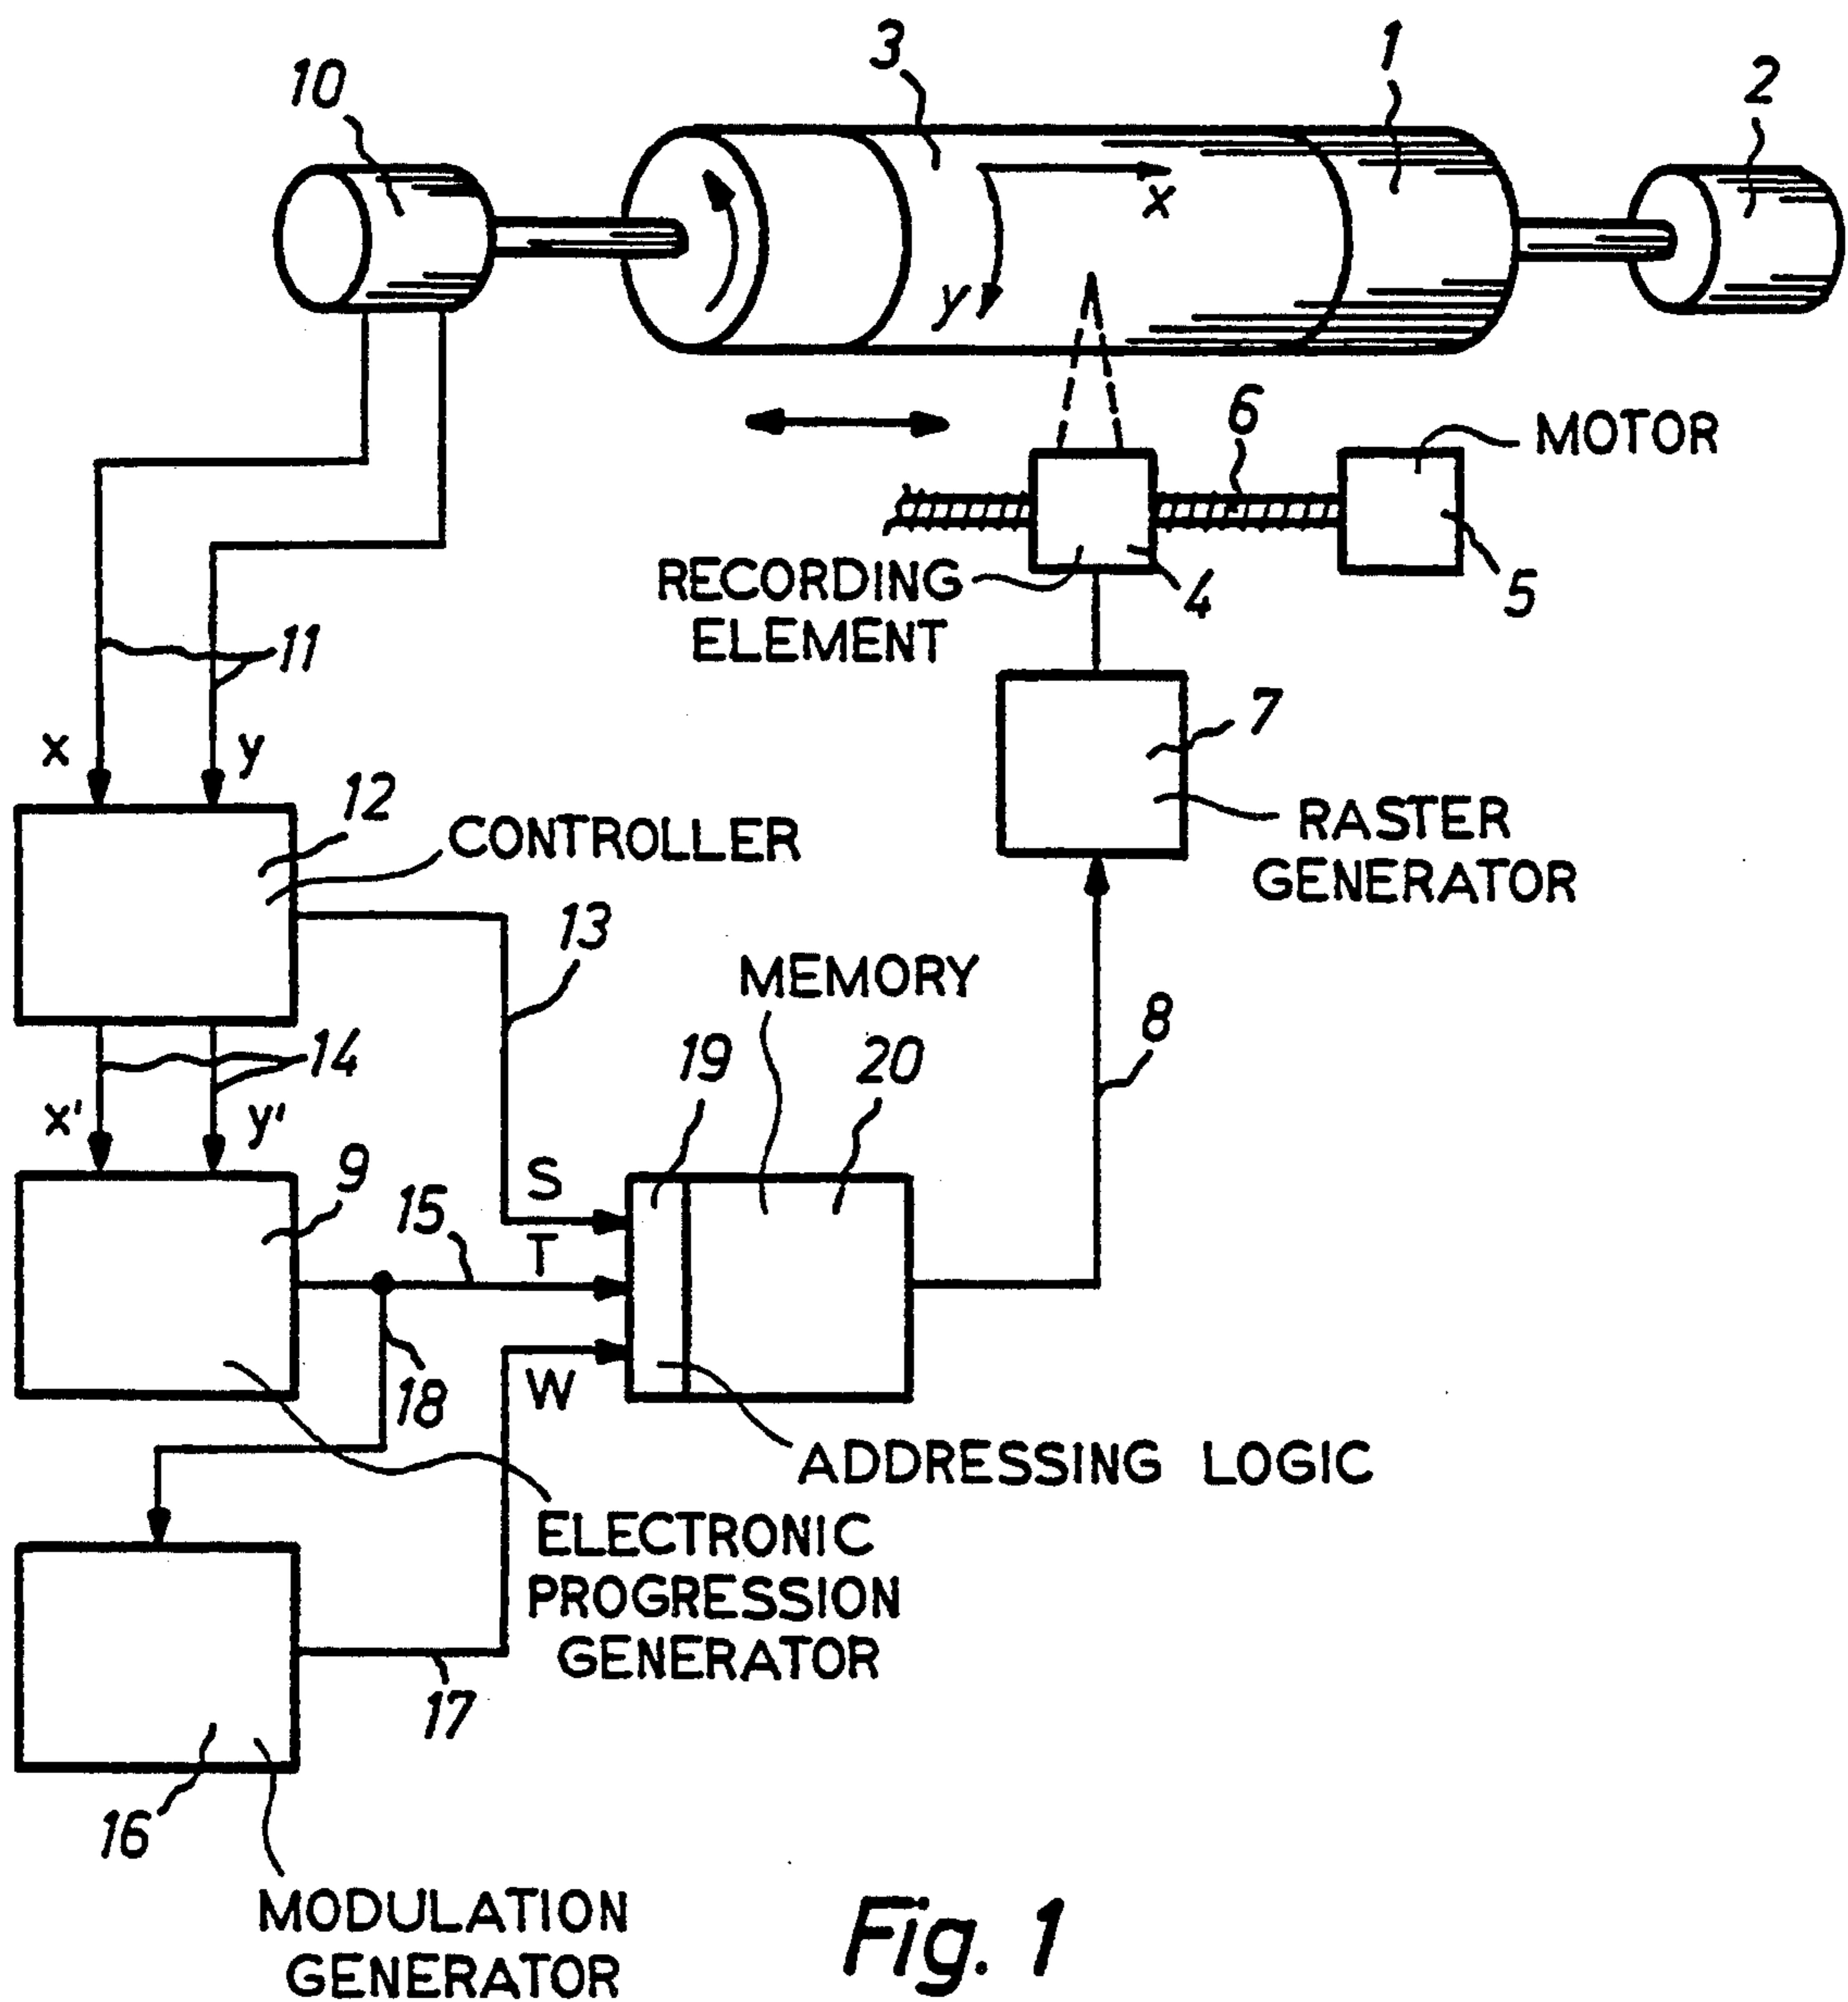 3
1
2
10
x
y
6
MOTOR
RECORDING
ELEMENT
4
5
11
7
x
y
12
CONTROLLER
RASTER
GENERATOR
13
MEMORY
8
14
19
20
x'
y'
9
15
S
T
W
18
ADDRESSING LOGIC
ELECTRONIC
PROGRESSION
GENERATOR
17
16
MODULATION
GENERATOR
Fig. 1